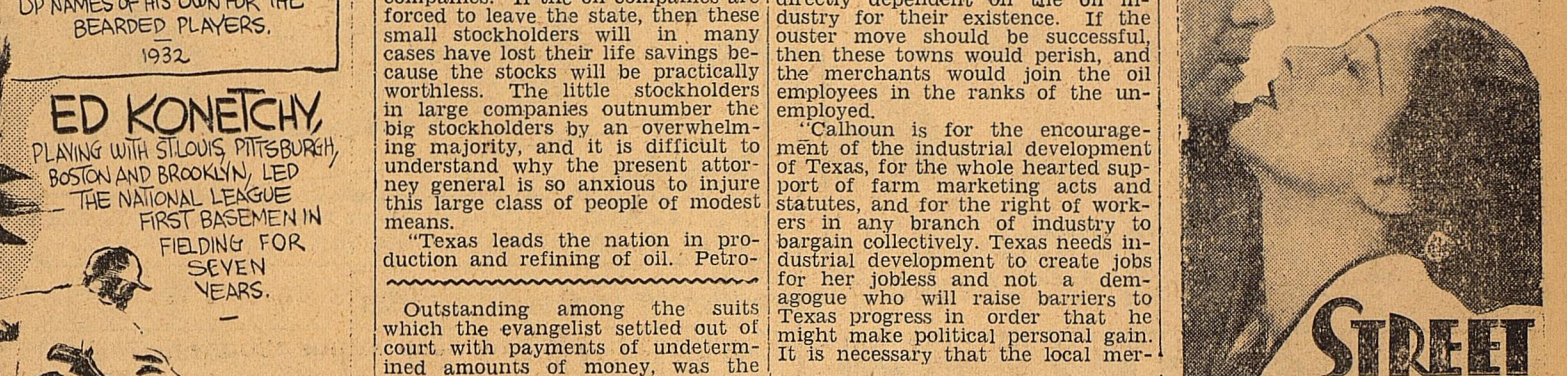 UP NAMES OF HIS OWN FOR THE
BEARDED PLAYERS.
1932
ED KONETCHY,
PLAYING WITH ST.LOUIS, PITTSBURGH,
BOSTON AND BROOKLYN, LED
THE NATIONAL LEAGUE
FIRST BASEMEN IN
FIELDING FOR
SEVEN
YEARS.
companies. If the oil companies are
forced to leave the state, then these
small stockholders will in many
cases have lost their life savings be-
cause the stocks will be practically
worthless. The little stockholders
in large companies outnumber the
big stockholders by an overwhelm-
ing majority, and it is difficult to
understand why the present attor-
ney general is so anxious to injure
this large class of people of modest
means.
"Texas leads the nation in pro-
duction and refining of oil. Petro-
Outstanding among the suits
which the evangelist settled out of
court with payments of undeterm-
ined amounts of money, was the
directly dependent on the oil in-
dustry for their existence. If the
ouster move should be successful,
then these towns would perish, and
the merchants would join the oil
employees in the ranks of the un-
employed.
"Calhoun is for the encourage-
ment of the industrial development
of Texas, for the whole hearted sup-
port of farm marketing acts and
statutes, and for the right of work-
ers in any branch of industry to
bargain collectively. Texas needs in-
dustrial development to create jobs
for her jobless and not a dem-
agogue who will raise barriers to
Texas progress in order that he
might make political personal gain.
It is necessary that the local mer-
STREET